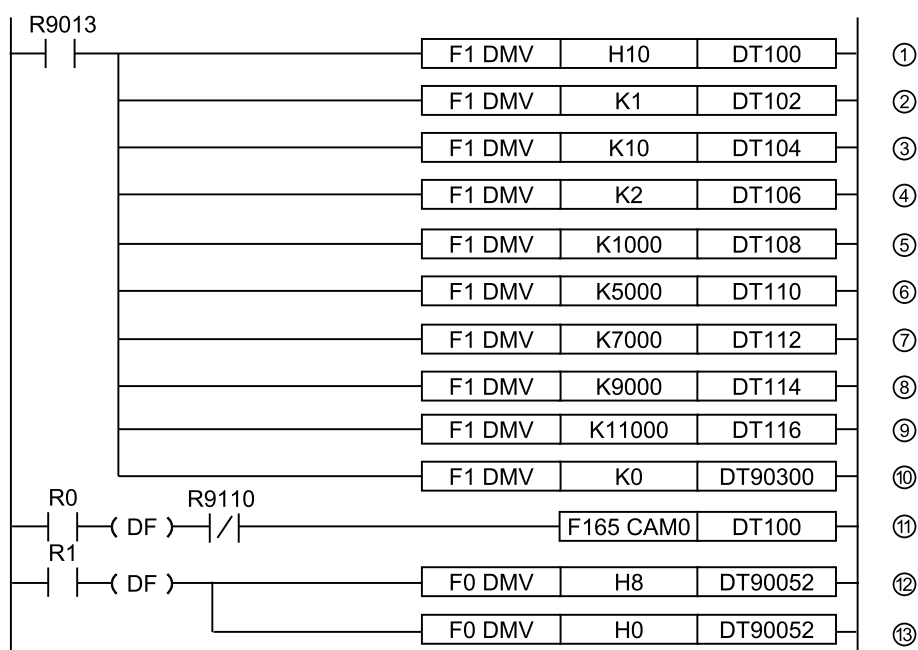 R9013
F1 DMV H10 DT100 ①
F1 DMV K1 DT102 ②
F1 DMV K10 DT104 ③
F1 DMV K2 DT106 ④
F1 DMV K1000 DT108 ⑤
F1 DMV K5000 DT110 ⑥
F1 DMV K7000 DT112 ⑦
F1 DMV K9000 DT114 ⑧
F1 DMV K11000 DT116 ⑨
F1 DMV K0 DT90300 ⑩
R0 R9110
( DF ) F165 CAM0 DT100 ⑪
R1
( DF ) F0 DMV H8 DT90052 ⑫
F0 DMV H0 DT90052 ⑬